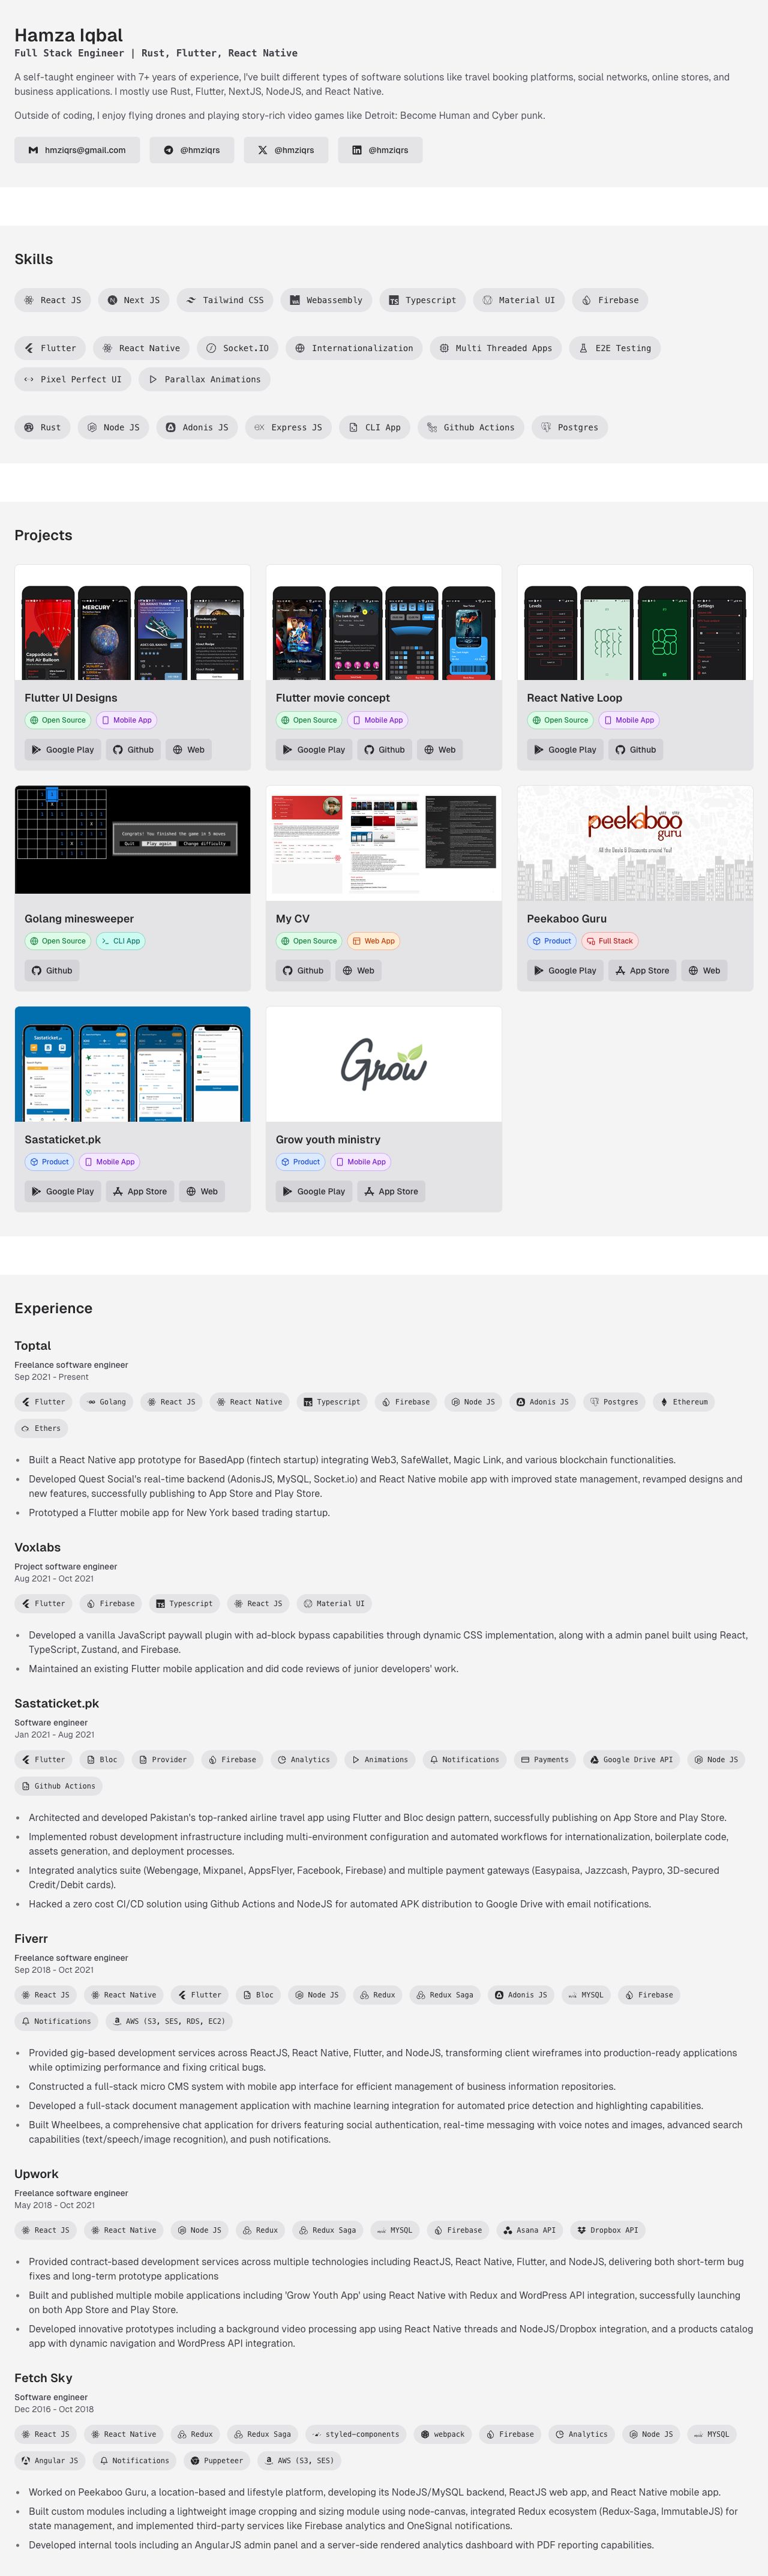 Hamza Iqbal
Full Stack Engineer | Rust, Flutter, React Native
A self-taught engineer with 7+ years of experience, I've built different types of software solutions like travel booking platforms, social networks, online stores, and
business applications. I mostly use Rust, Flutter, NextJS, NodeJS, and React Native.
Outside of coding, I enjoy flying drones and playing story-rich video games like Detroit: Become Human and Cyber punk.
hmziqrs@gmail.com @hmziqrs @hmziqrs @hmziqrs
Skills
React JS Next JS Tailwind CSS Webassembly Typescript Material UI Firebase
Flutter React Native Socket.IO Internationalization Multi Threaded Apps E2E Testing
Pixel Perfect UI Parallax Animations
Rust Node JS Adonis JS Express JS CLI App Github Actions Postgres
Projects
MERCURY
Cappadocia
Hot Air Balloon
Levels
Settings
Flutter UI Designs
Open Source Mobile App
Google Play Github Web
Flutter movie concept
Open Source Mobile App
Google Play Github Web
React Native Loop
Open Source Mobile App
Google Play Github
Congrats! You finished the game in 5 moves
Quit Play again Change difficulty
Golang minesweeper
Open Source CLI App
Github
My CV
Open Source Web App
Github Web
peekaboo
guru
All the Deals & Discounts around You!
Peekaboo Guru
Product Full Stack
Google Play App Store Web
Sastaticket.pk
Sastaticket.pk
Product Mobile App
Google Play App Store Web
Grow
Grow youth ministry
Product Mobile App
Google Play App Store
Experience
Toptal
Freelance software engineer
Sep 2021 - Present
Flutter Golang React JS React Native Typescript Firebase Node JS Adonis JS Postgres Ethereum
Ethers
• Built a React Native app prototype for BasedApp (fintech startup) integrating Web3, SafeWallet, Magic Link, and various blockchain functionalities.
• Developed Quest Social's real-time backend (AdonisJS, MySQL, Socket.io) and React Native mobile app with improved state management, revamped designs and
new features, successfully publishing to App Store and Play Store.
• Prototyped a Flutter mobile app for New York based trading startup.
Voxlabs
Project software engineer
Aug 2021 - Oct 2021
Flutter Firebase Typescript React JS Material UI
• Developed a vanilla JavaScript paywall plugin with ad-block bypass capabilities through dynamic CSS implementation, along with a admin panel built using React,
TypeScript, Zustand, and Firebase.
• Maintained an existing Flutter mobile application and did code reviews of junior developers' work.
Sastaticket.pk
Software engineer
Jan 2021 - Aug 2021
Flutter Bloc Provider Firebase Analytics Animations Notifications Payments Google Drive API Node JS
Github Actions
• Architected and developed Pakistan's top-ranked airline travel app using Flutter and Bloc design pattern, successfully publishing on App Store and Play Store.
• Implemented robust development infrastructure including multi-environment configuration and automated workflows for internationalization, boilerplate code,
assets generation, and deployment processes.
• Integrated analytics suite (Webengage, Mixpanel, AppsFlyer, Facebook, Firebase) and multiple payment gateways (Easypaisa, Jazzcash, Paypro, 3D-secured
Credit/Debit cards).
• Hacked a zero cost CI/CD solution using Github Actions and NodeJS for automated APK distribution to Google Drive with email notifications.
Fiverr
Freelance software engineer
Sep 2018 - Oct 2021
React JS React Native Flutter Bloc Node JS Redux Redux Saga Adonis JS MYSQL Firebase
Notifications AWS (S3, SES, RDS, EC2)
• Provided gig-based development services across ReactJS, React Native, Flutter, and NodeJS, transforming client wireframes into production-ready applications
while optimizing performance and fixing critical bugs.
• Constructed a full-stack micro CMS system with mobile app interface for efficient management of business information repositories.
• Developed a full-stack document management application with machine learning integration for automated price detection and highlighting capabilities.
• Built Wheelbees, a comprehensive chat application for drivers featuring social authentication, real-time messaging with voice notes and images, advanced search
capabilities (text/speech/image recognition), and push notifications.
Upwork
Freelance software engineer
May 2018 - Oct 2021
React JS React Native Node JS Redux Redux Saga MYSQL Firebase Asana API Dropbox API
• Provided contract-based development services across multiple technologies including ReactJS, React Native, Flutter, and NodeJS, delivering both short-term bug
fixes and long-term prototype applications
• Built and published multiple mobile applications including 'Grow Youth App' using React Native with Redux and WordPress API integration, successfully launching
on both App Store and Play Store.
• Developed innovative prototypes including a background video processing app using React Native threads and NodeJS/Dropbox integration, and a products catalog
app with dynamic navigation and WordPress API integration.
Fetch Sky
Software engineer
Dec 2016 - Oct 2018
React JS React Native Redux Redux Saga styled-components webpack Firebase Analytics Node JS MYSQL
Angular JS Notifications Puppeteer AWS (S3, SES)
• Worked on Peekaboo Guru, a location-based and lifestyle platform, developing its NodeJS/MySQL backend, ReactJS web app, and React Native mobile app.
• Built custom modules including a lightweight image cropping and sizing module using node-canvas, integrated Redux ecosystem (Redux-Saga, ImmutableJS) for
state management, and implemented third-party services like Firebase analytics and OneSignal notifications.
• Developed internal tools including an AngularJS admin panel and a server-side rendered analytics dashboard with PDF reporting capabilities.